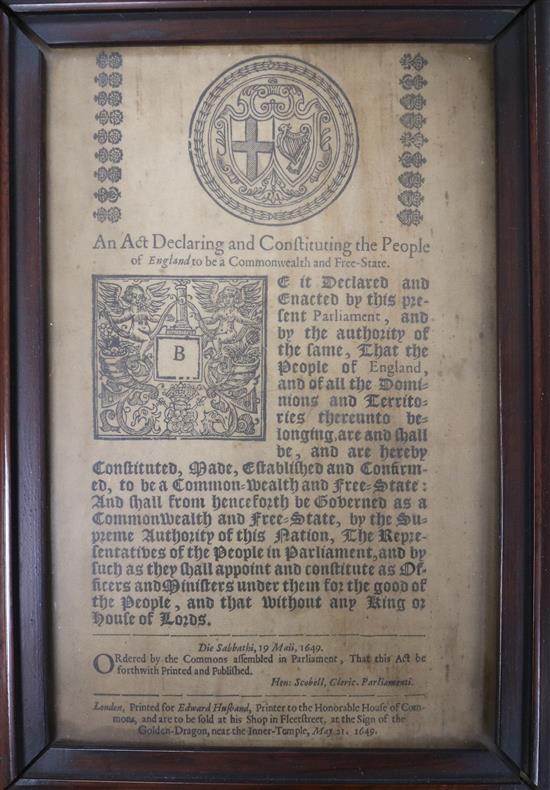 An Act Declaring and Conſtituting the People
of England to be a Commonwealth and Free-State.
BE it Declared and
Enacted by this pre-
ſent Parliament, and
by the authority of
the ſame, That the
People of England,
and of all the Domi-
nions and Territo-
ries thereunto be-
longing, are and ſhall
be, and are hereby
Conſtituted, Made, Eſtabliſhed and Confirm-
ed, to be a Common-wealth and Free-State:
And ſhall from henceforth be Governed as a
Commonwealth and Free-State, by the Su-
preme Authority of this Nation, The Repre-
ſentatives of the People in Parliament, and by
ſuch as they ſhall appoint and conſtitute as Of-
ficers and Miniſters under them for the good of
the People, and that without any King or
Houſe of Lords.
Die Sabbathi, 19 Maii, 1649.
ORdered by the Commons aſſembled in Parliament, That this Act be
forthwith Printed and Publiſhed.
Hen: Scobell, Cleric. Parliamenti.
London, Printed for Edward Husband, Printer to the Honorable Houſe of Com-
mons, and are to be ſold at his Shop in Fleetſtreet, at the Sign of the
Golden-Dragon, near the Inner-Temple, May 21. 1649.